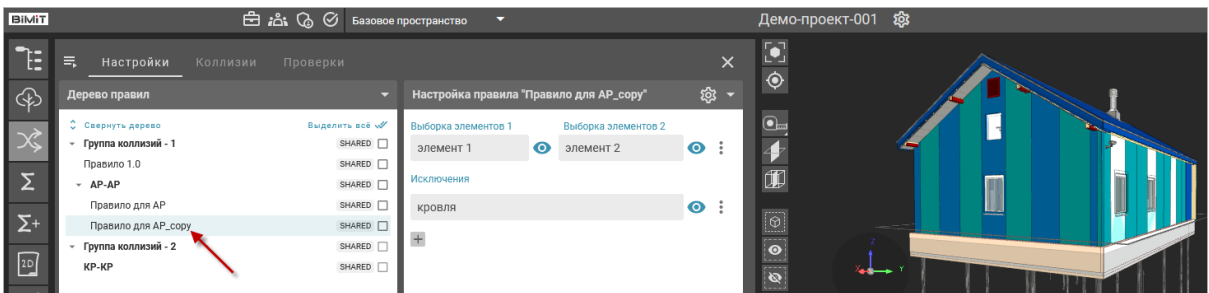 BIMIT Базовое пространство Демо-проект-001
Настройки Коллизии Проверки
Дерево правил
Свернуть дерево Выделить всё
Группа коллизий - 1 SHARED
Правило 1.0 SHARED
АР-АР SHARED
Правило для АР SHARED
Правило для АР_copy SHARED
Группа коллизий - 2 SHARED
КР-КР SHARED
Настройка правила "Правило для АР_copy"
Выборка элементов 1 Выборка элементов 2
элемент 1 элемент 2
Исключения
кровля
2D
Z
X Y